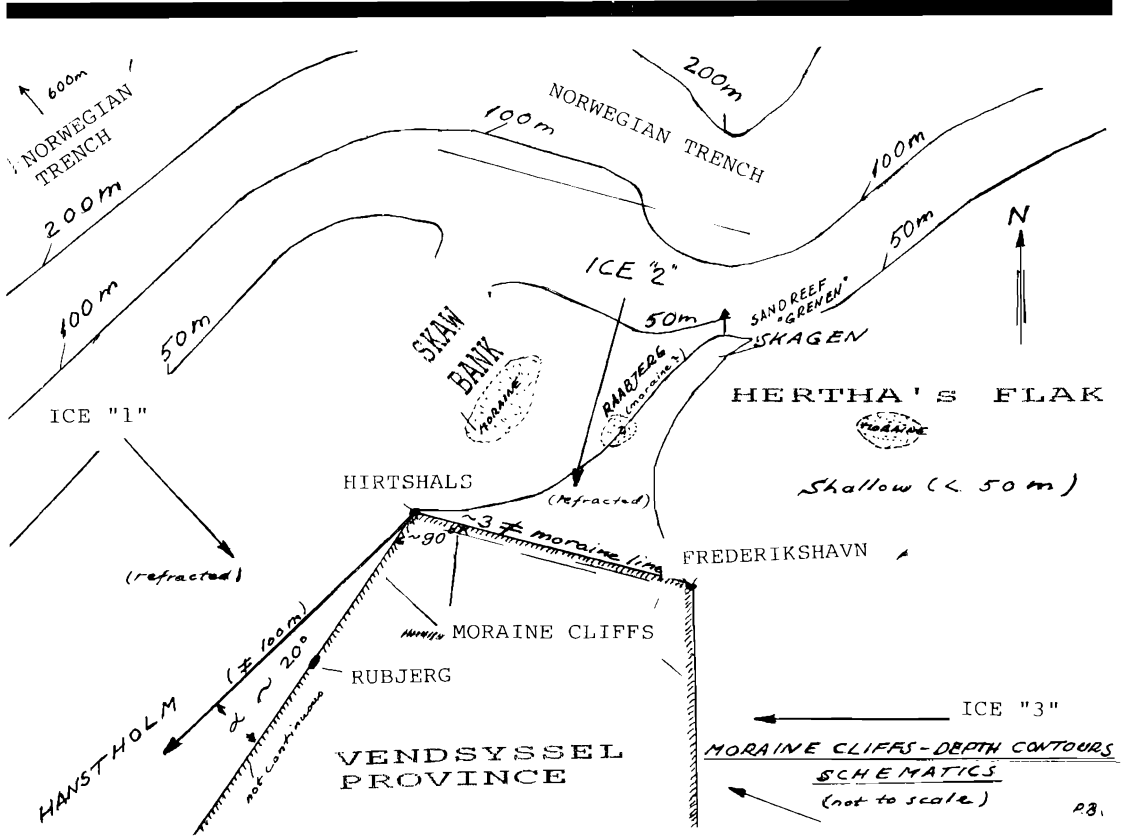 600m
NORWEGIAN
TRENCH
200m
100m
50m
100m
200m
NORWEGIAN TRENCH
100m
50m
N
ICE "2"
50m
SANDREEF
"GRENEN"
SKAGEN
SKAW
BANK
MORAINE
RAABJERG
(moraine?)
HERTHA's FLAK
MORAINE
Shallow (< 50m)
ICE "1"
(refracted)
HIRTSHALS
(refracted)
~90°
~3 ≠ moraine line
FREDERIKSHAVN
MORAINE CLIFFS
(≠ 100m)
α ~ 20°
RUBJERG
not continuous
HANSTHOLM
VENDSYSSEL
PROVINCE
ICE "3"
MORAINE CLIFFS-DEPTH CONTOURS
SCHEMATICS
(not to scale)
P.B.